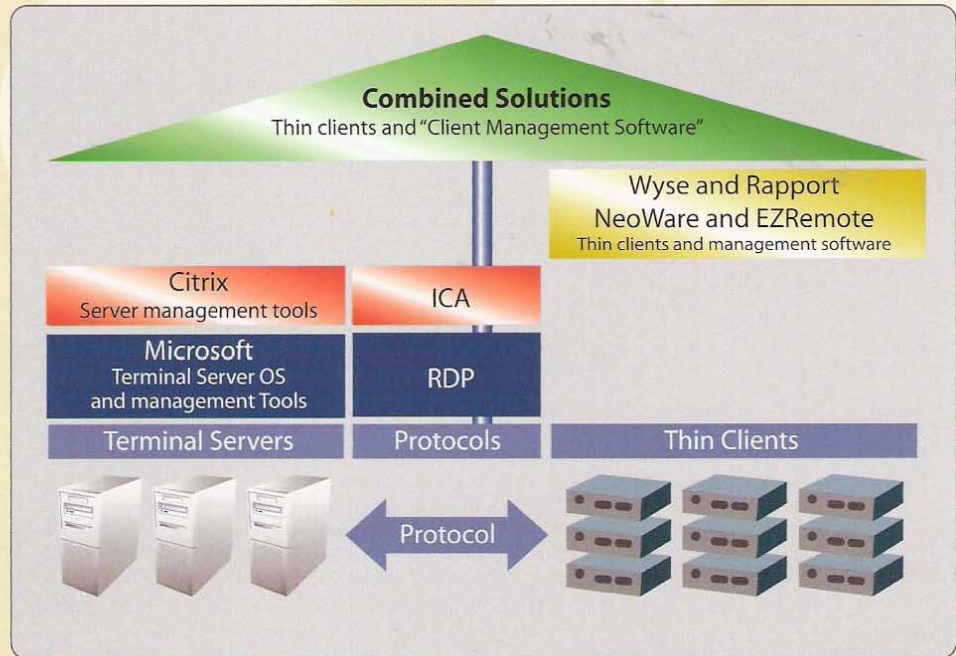 Combined Solutions
Thin clients and "Client Management Software"
Wyse and Rapport
NeoWare and EZRemote
Thin clients and management software
Citrix
Server management tools
ICA
Microsoft
Terminal Server OS
and management Tools
RDP
Terminal Servers
Protocols
Thin Clients
Protocol